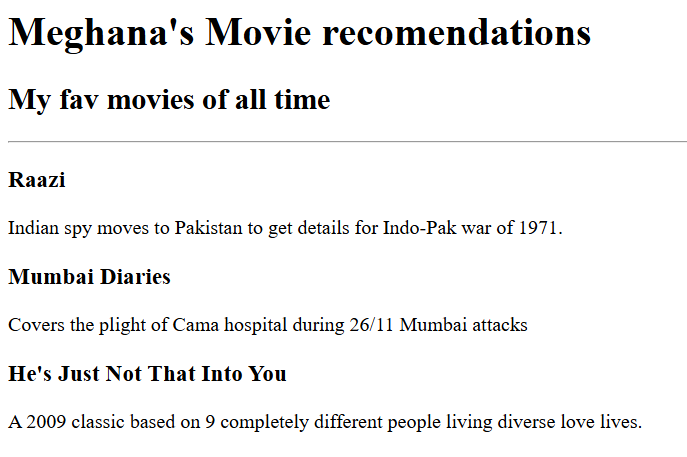 Meghana's Movie recomendations
My fav movies of all time
Raazi
Indian spy moves to Pakistan to get details for Indo-Pak war of 1971.
Mumbai Diaries
Covers the plight of Cama hospital during 26/11 Mumbai attacks
He's Just Not That Into You
A 2009 classic based on 9 completely different people living diverse love lives.